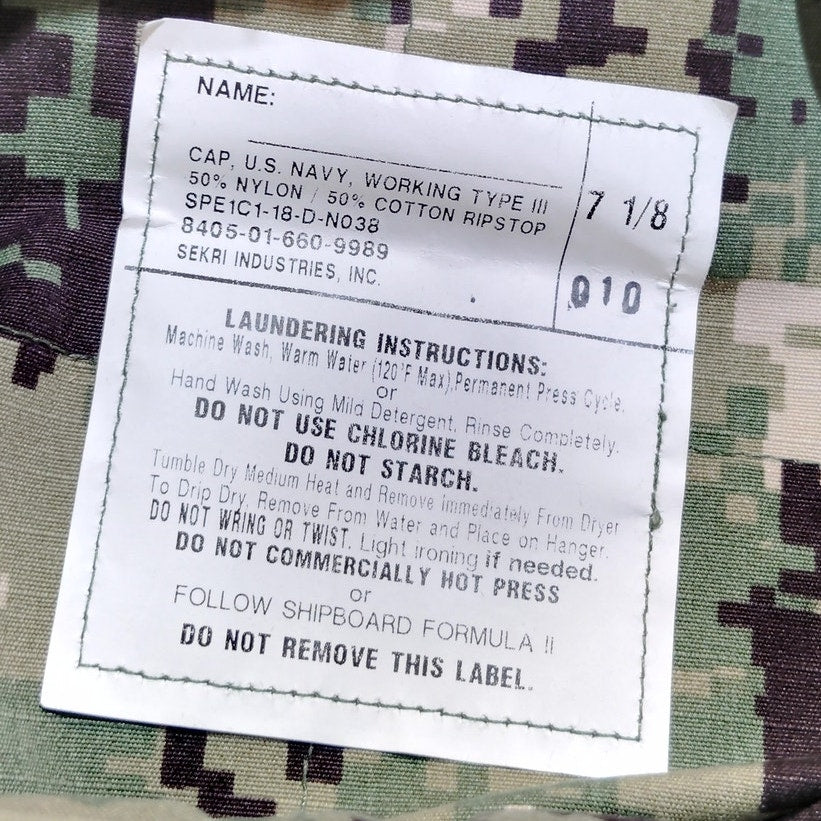 NAME:
CAP, U.S. NAVY, WORKING TYPE III
50% NYLON / 50% COTTON RIPSTOP
SPE1C1-18-D-N038
8405-01-660-9989
SEKRI INDUSTRIES, INC.
7 1/8
010
LAUNDERING INSTRUCTIONS:
Machine Wash, Warm Water (120°F Max),Permanent Press Cycle.
or
Hand Wash Using Mild Detergent. Rinse Completely.
DO NOT USE CHLORINE BLEACH.
DO NOT STARCH.
Tumble Dry Medium Heat and Remove Immediately From Dryer
To Drip Dry, Remove From Water and Place on Hanger.
DO NOT WRING OR TWIST. Light ironing if needed.
DO NOT COMMERCIALLY HOT PRESS
or
FOLLOW SHIPBOARD FORMULA II
DO NOT REMOVE THIS LABEL.